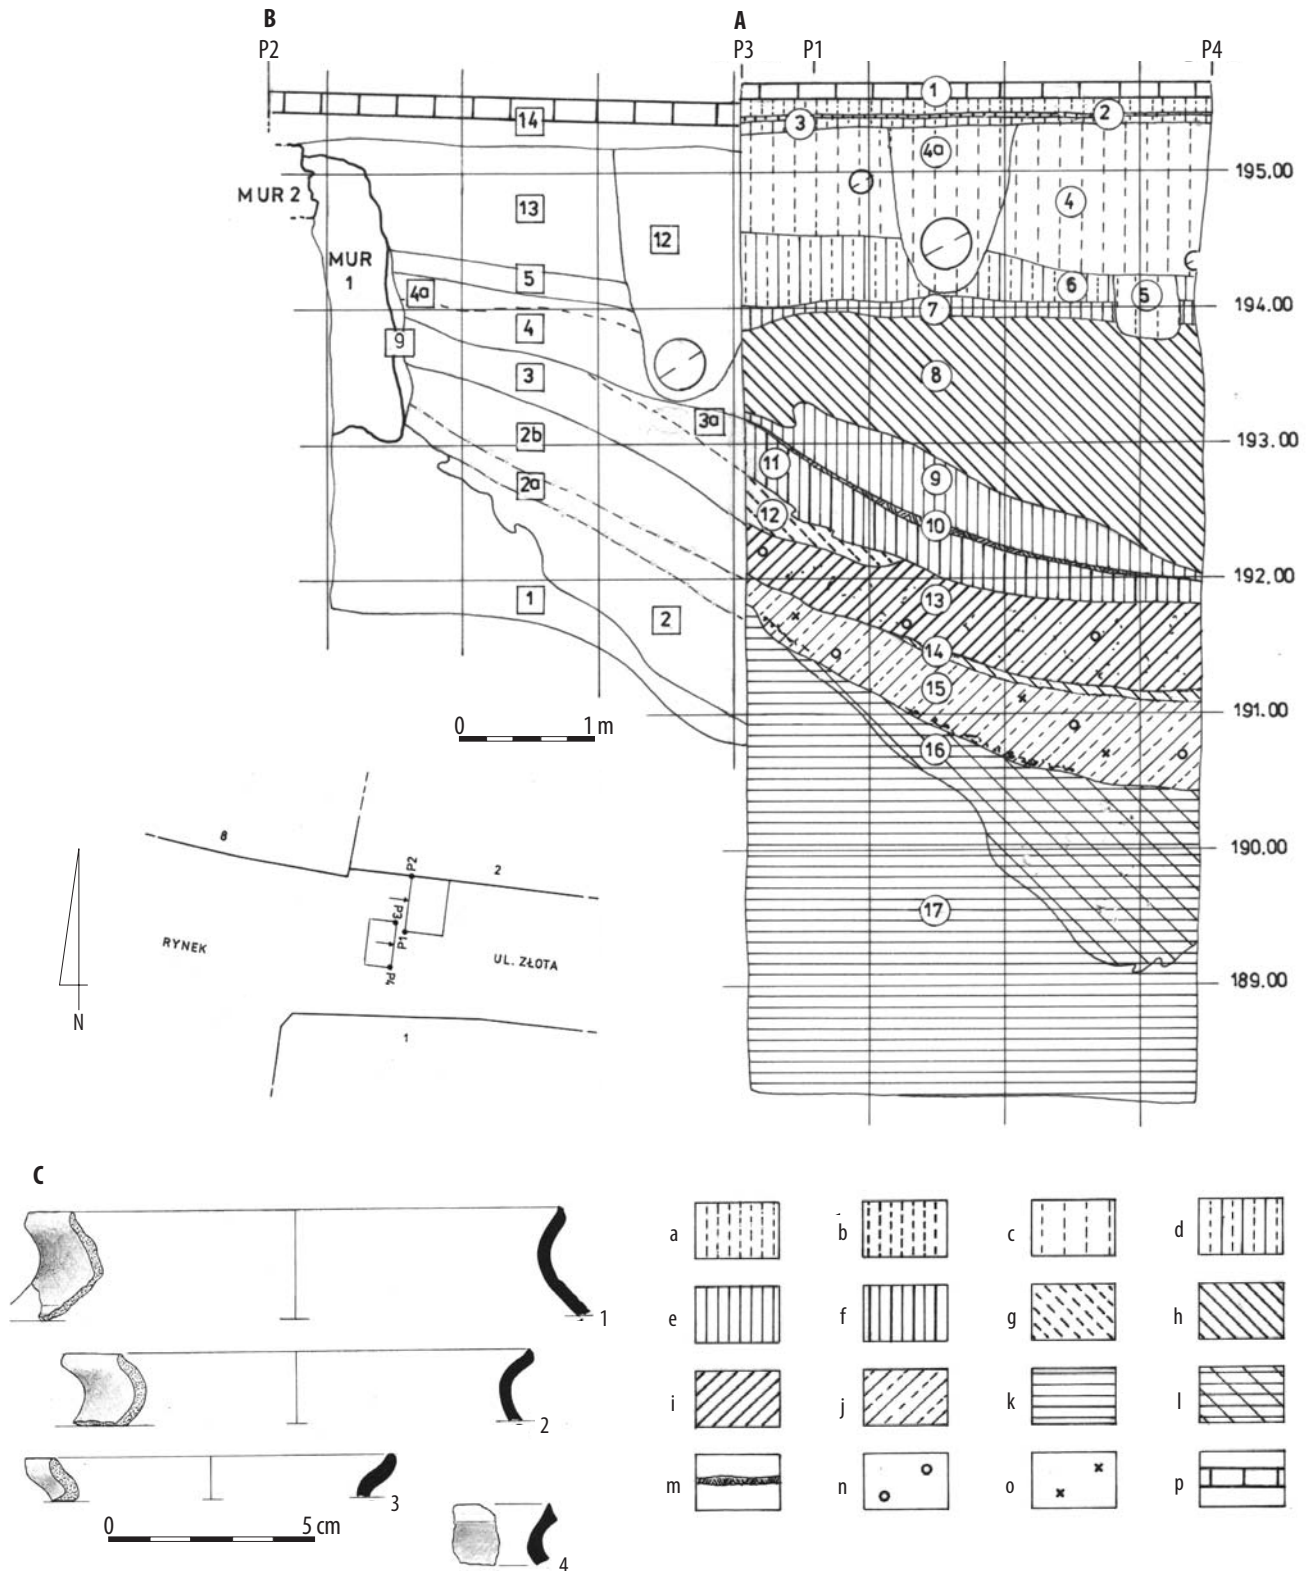 B
A
P2
P3
P1
P4
1
14
3
2
4a
195.00
MUR 2
4
13
12
MUR
1
5
6
4a
5
194.00
7
4
9
3
8
3a
2b
193.00
11
9
2a
12
10
192.00
1
13
2
14
0
1 m
15
191.00
16
190.00
8
2
P2
P3
P1
P4
RYNEK
UL. ZŁOTA
17
189.00
N
1
C
1
2
3
4
0
5 cm
a
b
c
d
e
f
g
h
i
j
k
l
m
n
o
p